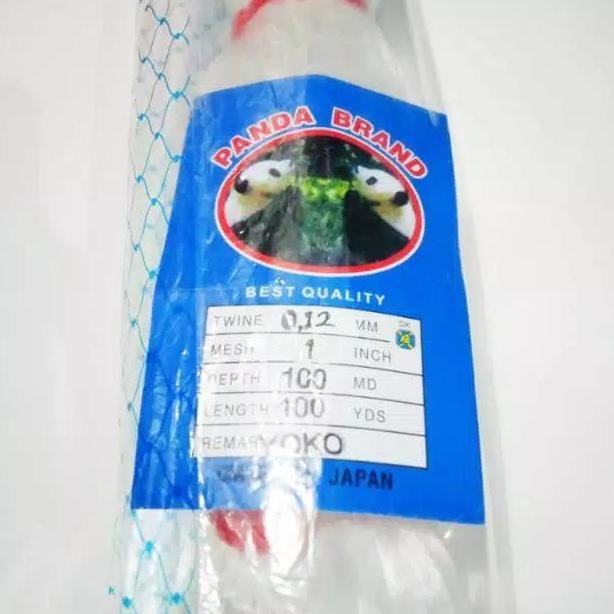 PANDA BRAND
BEST QUALITY
TWINE 0,12 MM
MESH 1 INCH
DEPTH 100 MD
LENGTH 100 YDS
REMAR YOKO
JAPAN